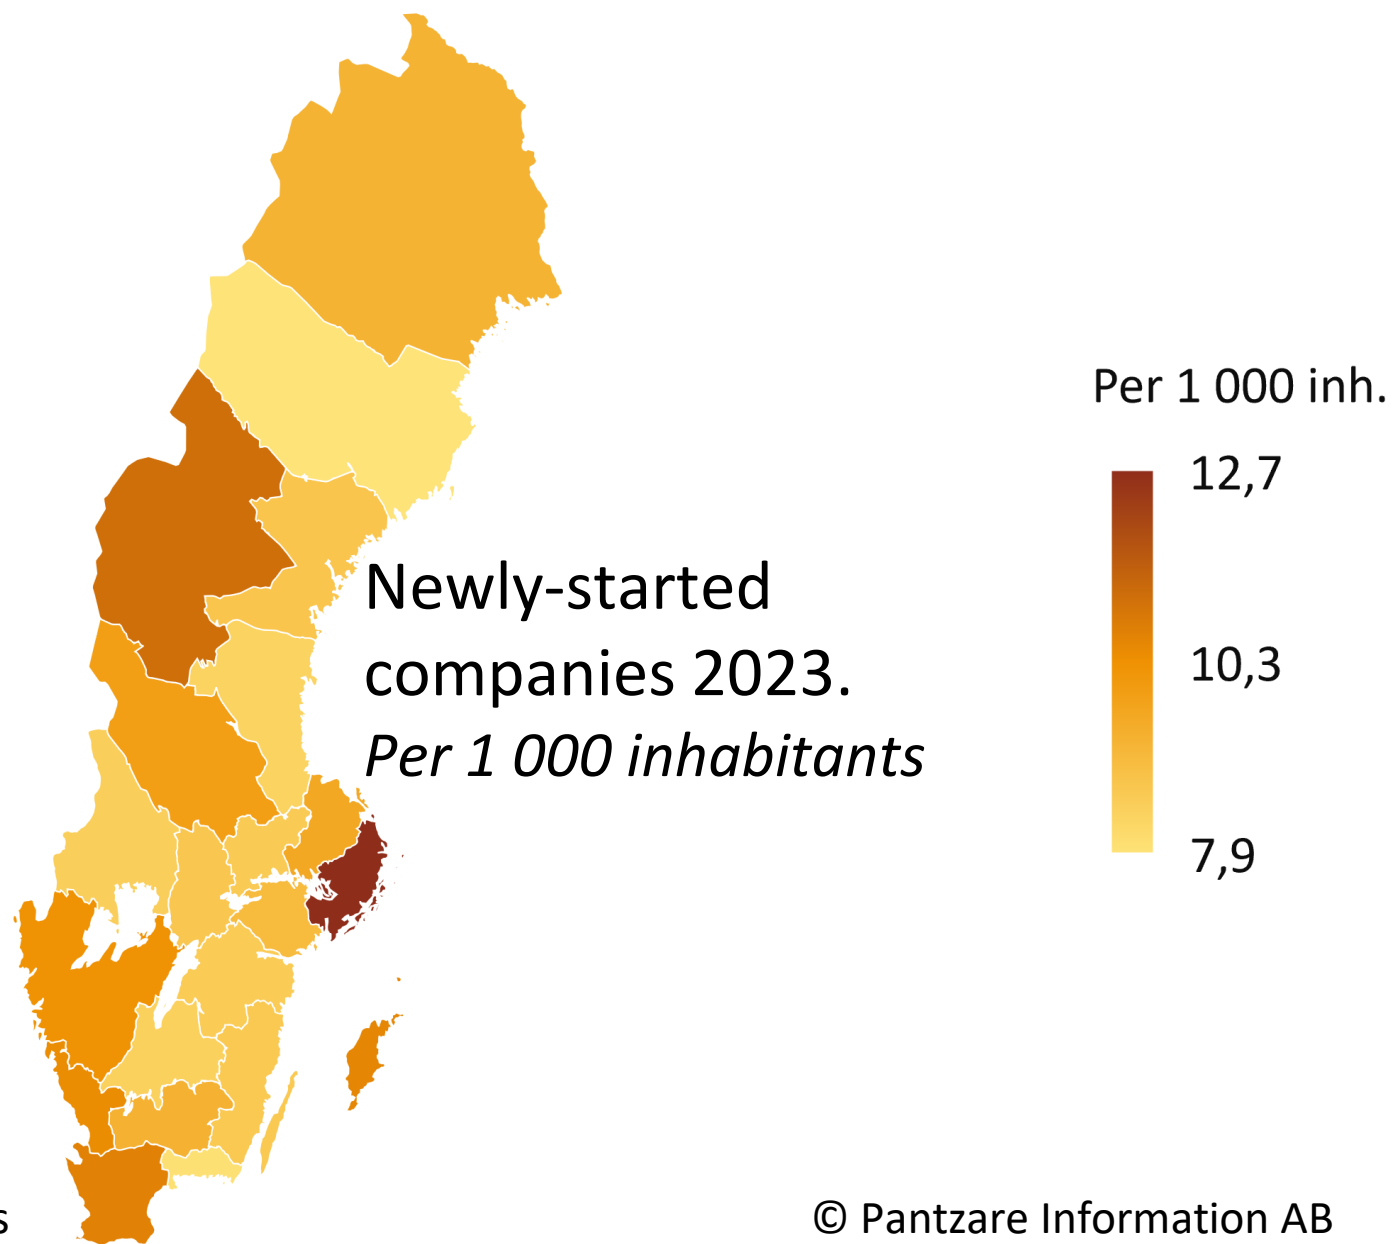 Per 1 000 inh.
12,7
10,3
7,9
Newly-started
companies 2023.
Per 1 000 inhabitants
s
© Pantzare Information AB